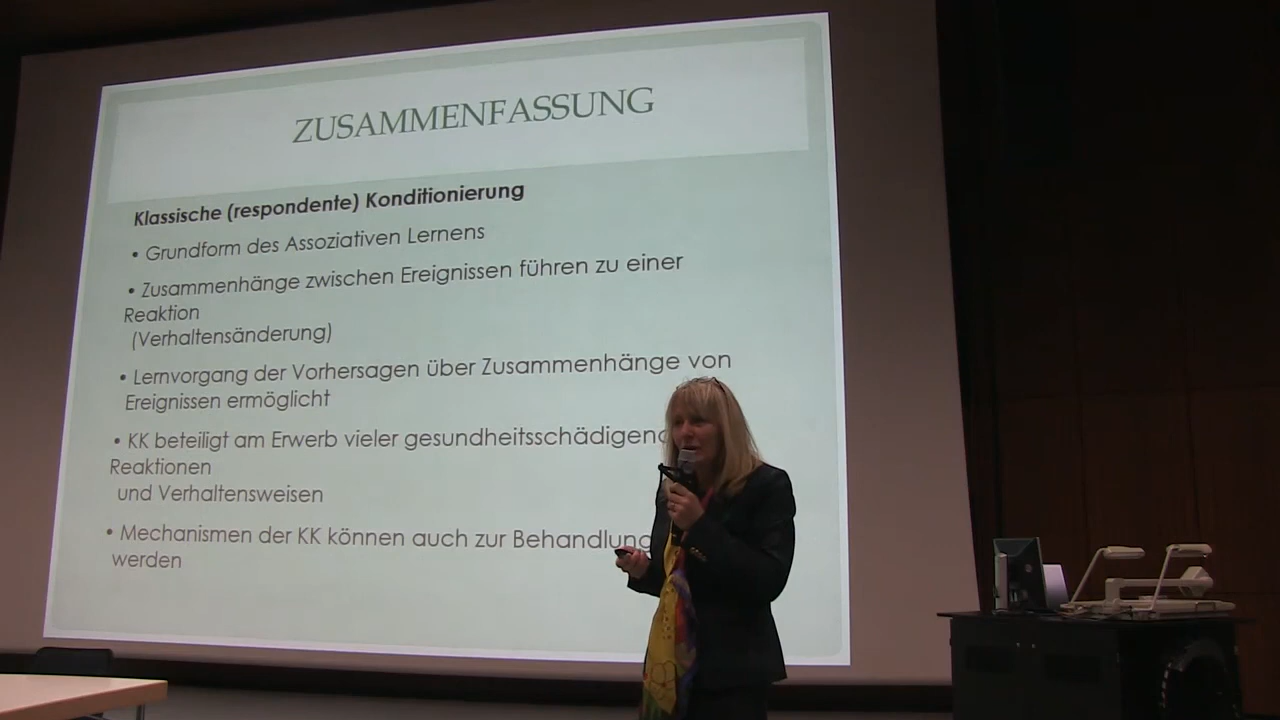 ZUSAMMENFASSUNG
Klassische (respondente) Konditionierung
• Grundform des Assoziativen Lernens
• Zusammenhänge zwischen Ereignissen führen zu einer
Reaktion
(Verhaltensänderung)
• Lernvorgang der Vorhersagen über Zusammenhänge von
Ereignissen ermöglicht
• KK beteiligt am Erwerb vieler
Reaktionen
und Verhaltensweisen
• Mechanismen der KK können auch zur Behandlung
werden